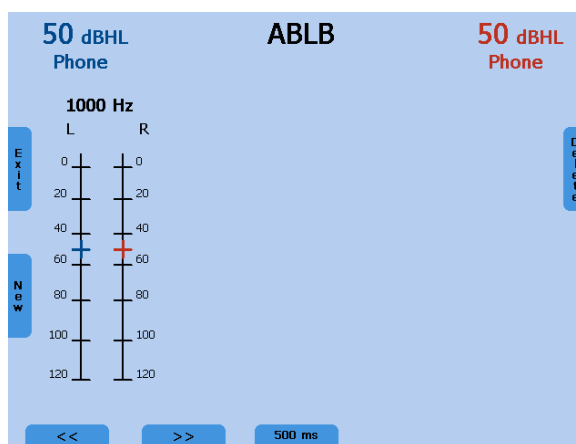 50 dBHL ABLB 50 dBHL
Phone Phone
1000 Hz
L R
0 0
20 20
40 40
60 60
80 80
100 100
120 120
Exit
New
Delete
<< >> 500 ms